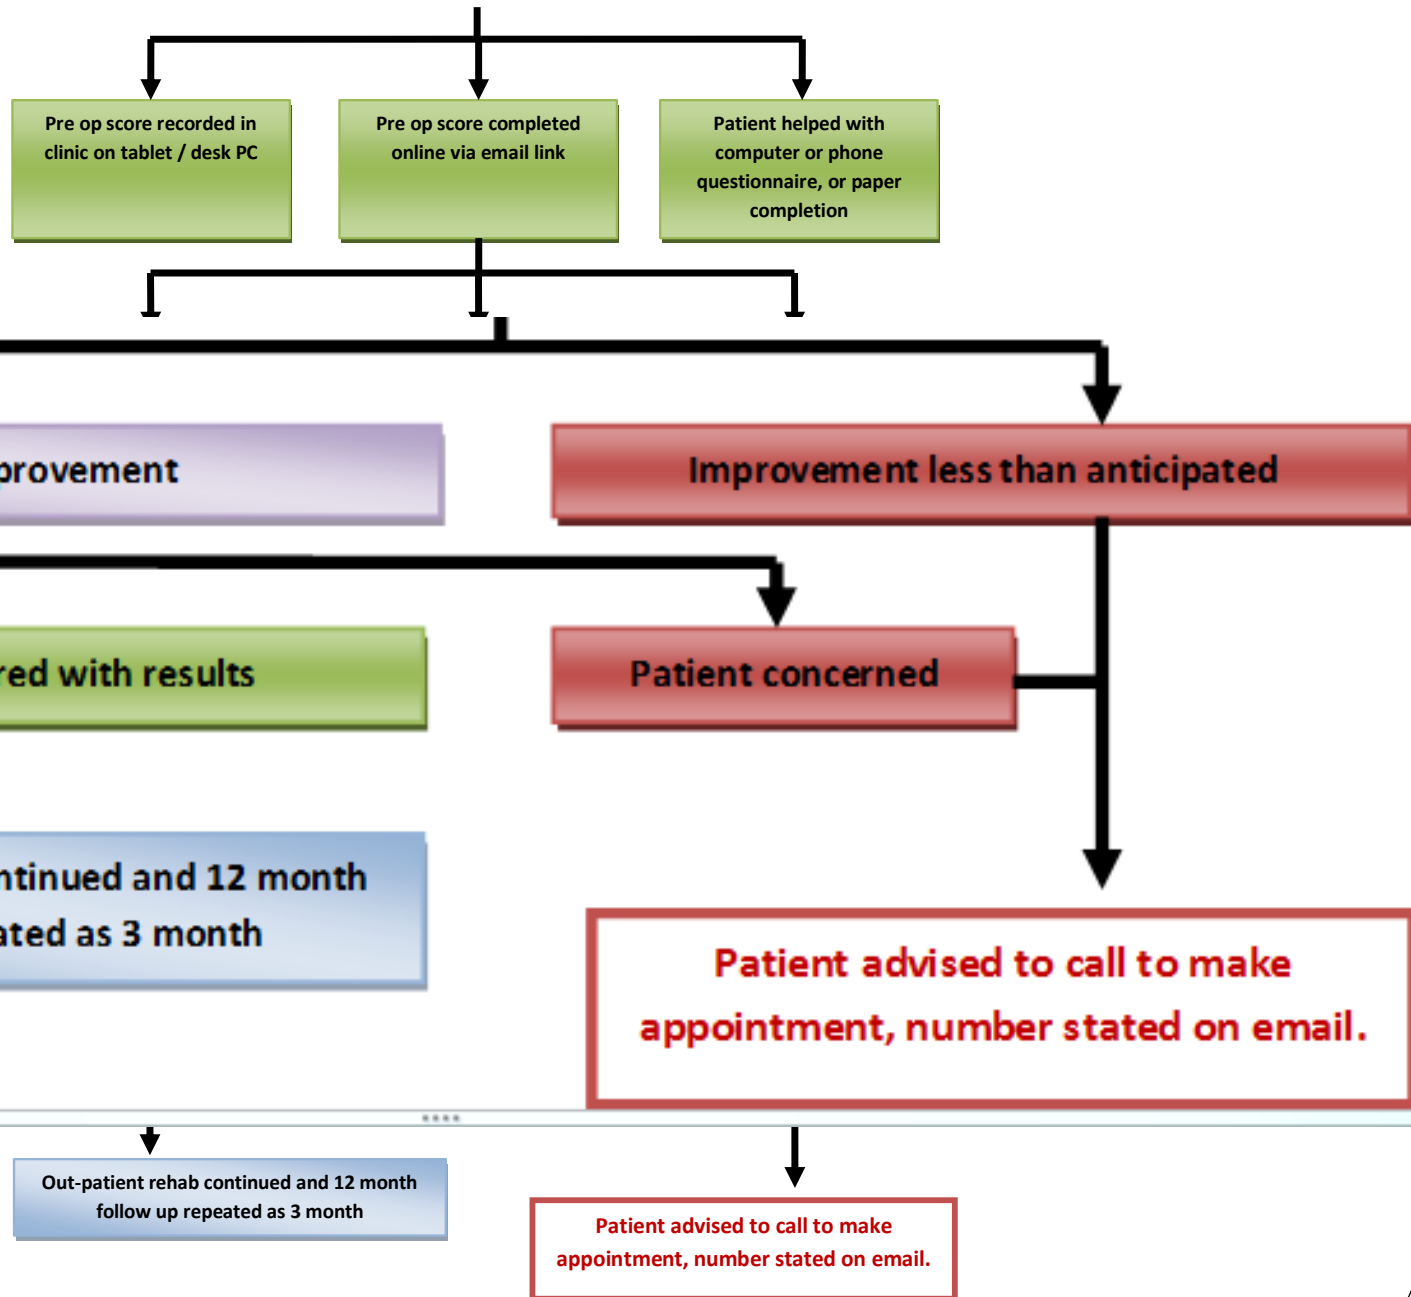 Pre op score recorded in
clinic on tablet / desk PC
Pre op score completed
online via email link
Patient helped with
computer or phone
questionnaire, or paper
completion
provement
Improvement less than anticipated
red with results
Patient concerned
ntinued and 12 month
ated as 3 month
Patient advised to call to make
appointment, number stated on email.
Out-patient rehab continued and 12 month
follow up repeated as 3 month
Patient advised to call to make
appointment, number stated on email.